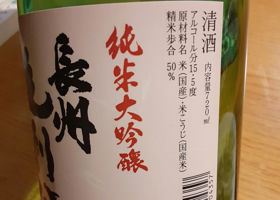 清酒 内容量720ml
アルコール分15.5度
原材料名 米(国産)・米こうじ(国産米)
精米歩合 50%
純米大吟醸
長州